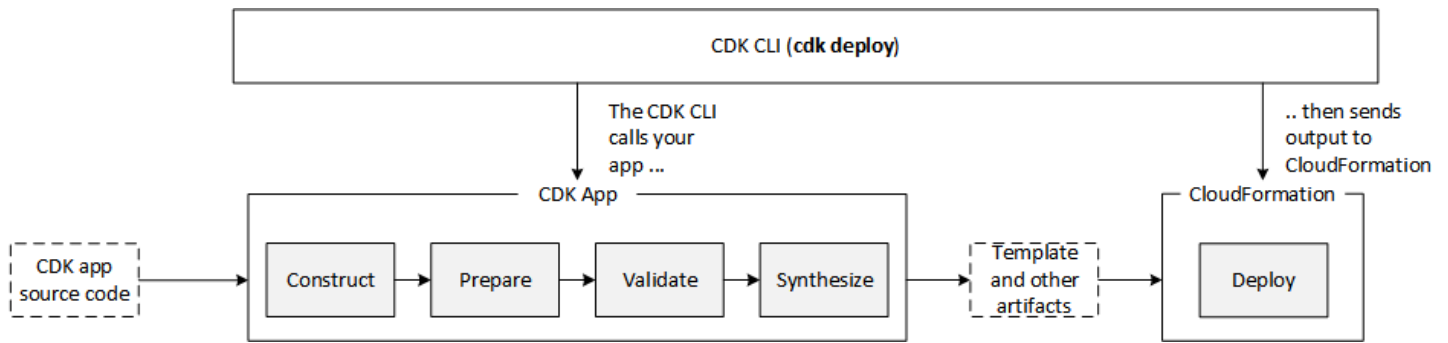 CDK CLI (cdk deploy)
The CDK CLI
calls your
app ...
.. then sends
output to
CloudFormation
CDK App
CloudFormation
CDK app
source code
Construct
Prepare
Validate
Synthesize
Template
and other
artifacts
Deploy